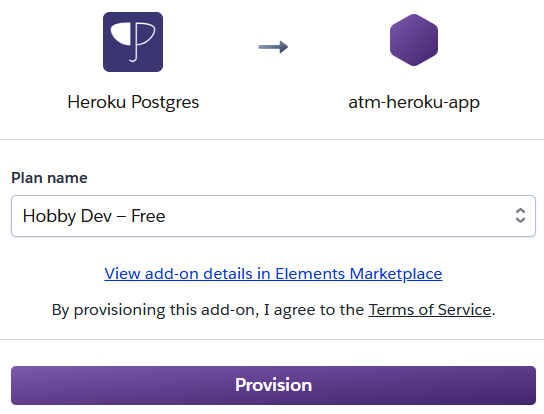 Heroku Postgres
atm-heroku-app
Plan name
Hobby Dev – Free
View add-on details in Elements Marketplace
By provisioning this add-on, I agree to the Terms of Service.
Provision